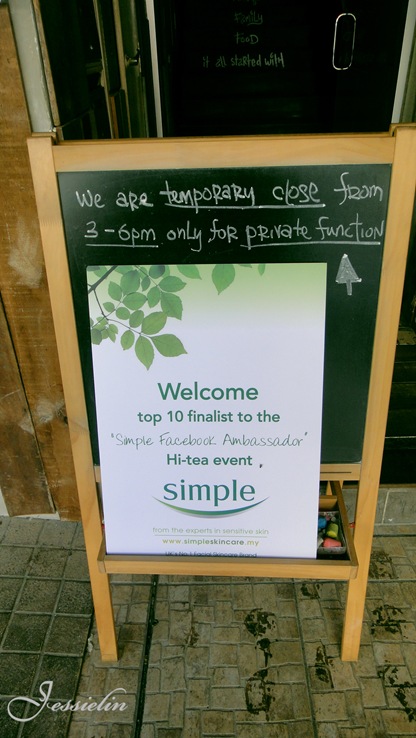 Family
FOOD
it all started with
We are temporary close from
3-6pm only for private function
Welcome
top 10 finalist to the
"Simple Facebook Ambassador"
Hi-tea event,
simple
from the experts in sensitive skin
www.simpleskincare.my
UK's No.1 Facial Skincare Brand
Jessielin